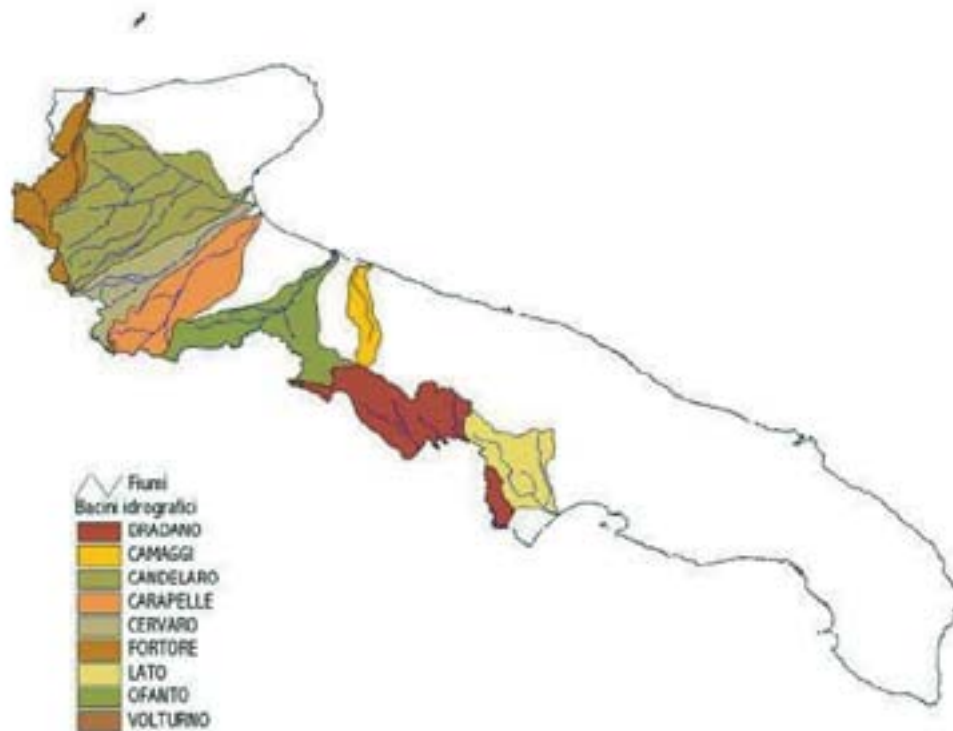 Fiumi
Bacini idrografici
BRADANO
CAMAGGI
CANDELARO
CARAPELLE
CERVARO
FORTORE
LATO
OFANTO
VOLTURNO